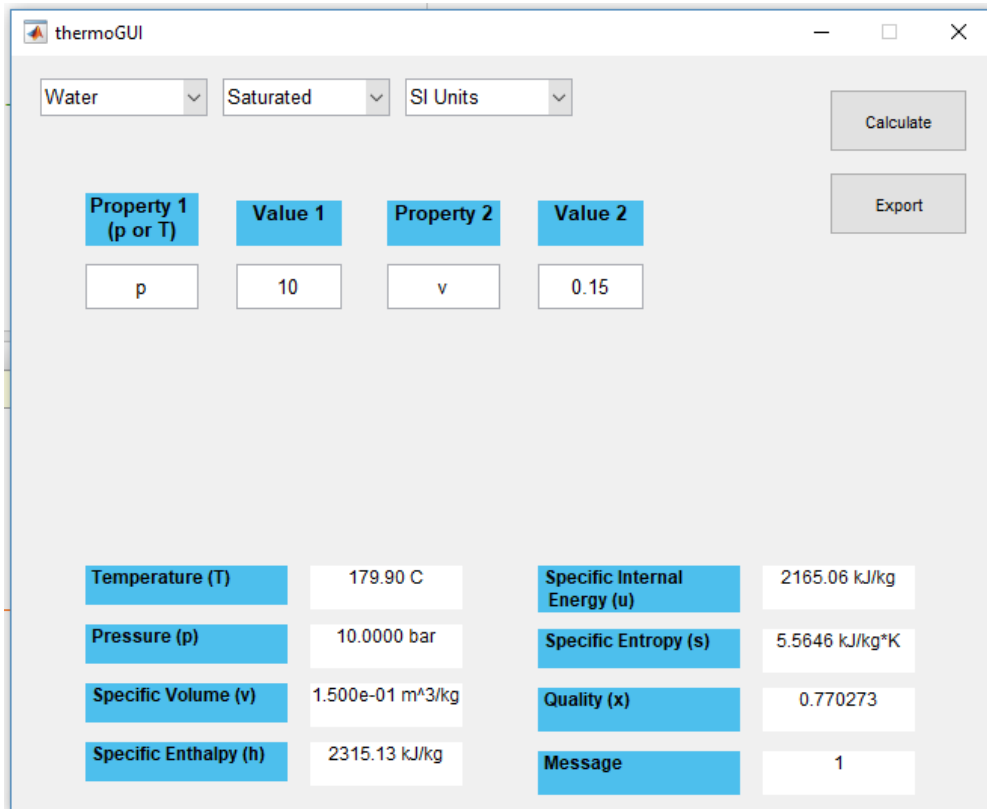 thermoGUI
Water Saturated SI Units
Calculate
Export
Property 1
(p or T)
Value 1
Property 2
Value 2
p 10 v 0.15
Temperature (T) 179.90 C
Specific Internal
Energy (u)
2165.06 kJ/kg
Pressure (p) 10.0000 bar
Specific Entropy (s) 5.5646 kJ/kg*K
Specific Volume (v) 1.500e-01 m^3/kg
Quality (x) 0.770273
Specific Enthalpy (h) 2315.13 kJ/kg
Message 1